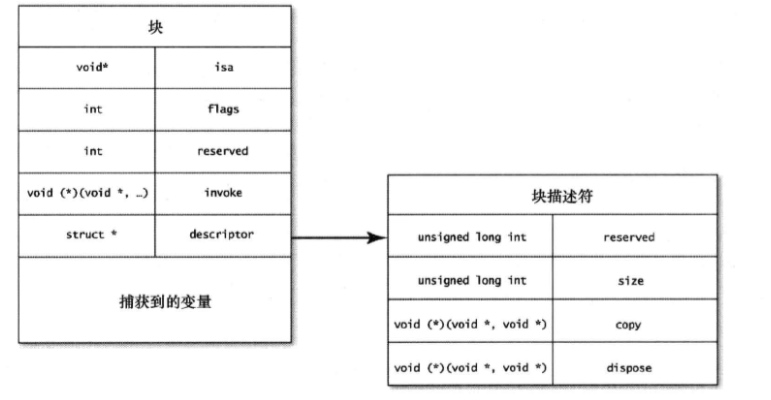 块
void* isa
int flags
int reserved
void (*)(void *, …) invoke
struct * descriptor
捕获到的变量
块描述符
unsigned long int reserved
unsigned long int size
void (*)(void *, void *) copy
void (*)(void *, void *) dispose